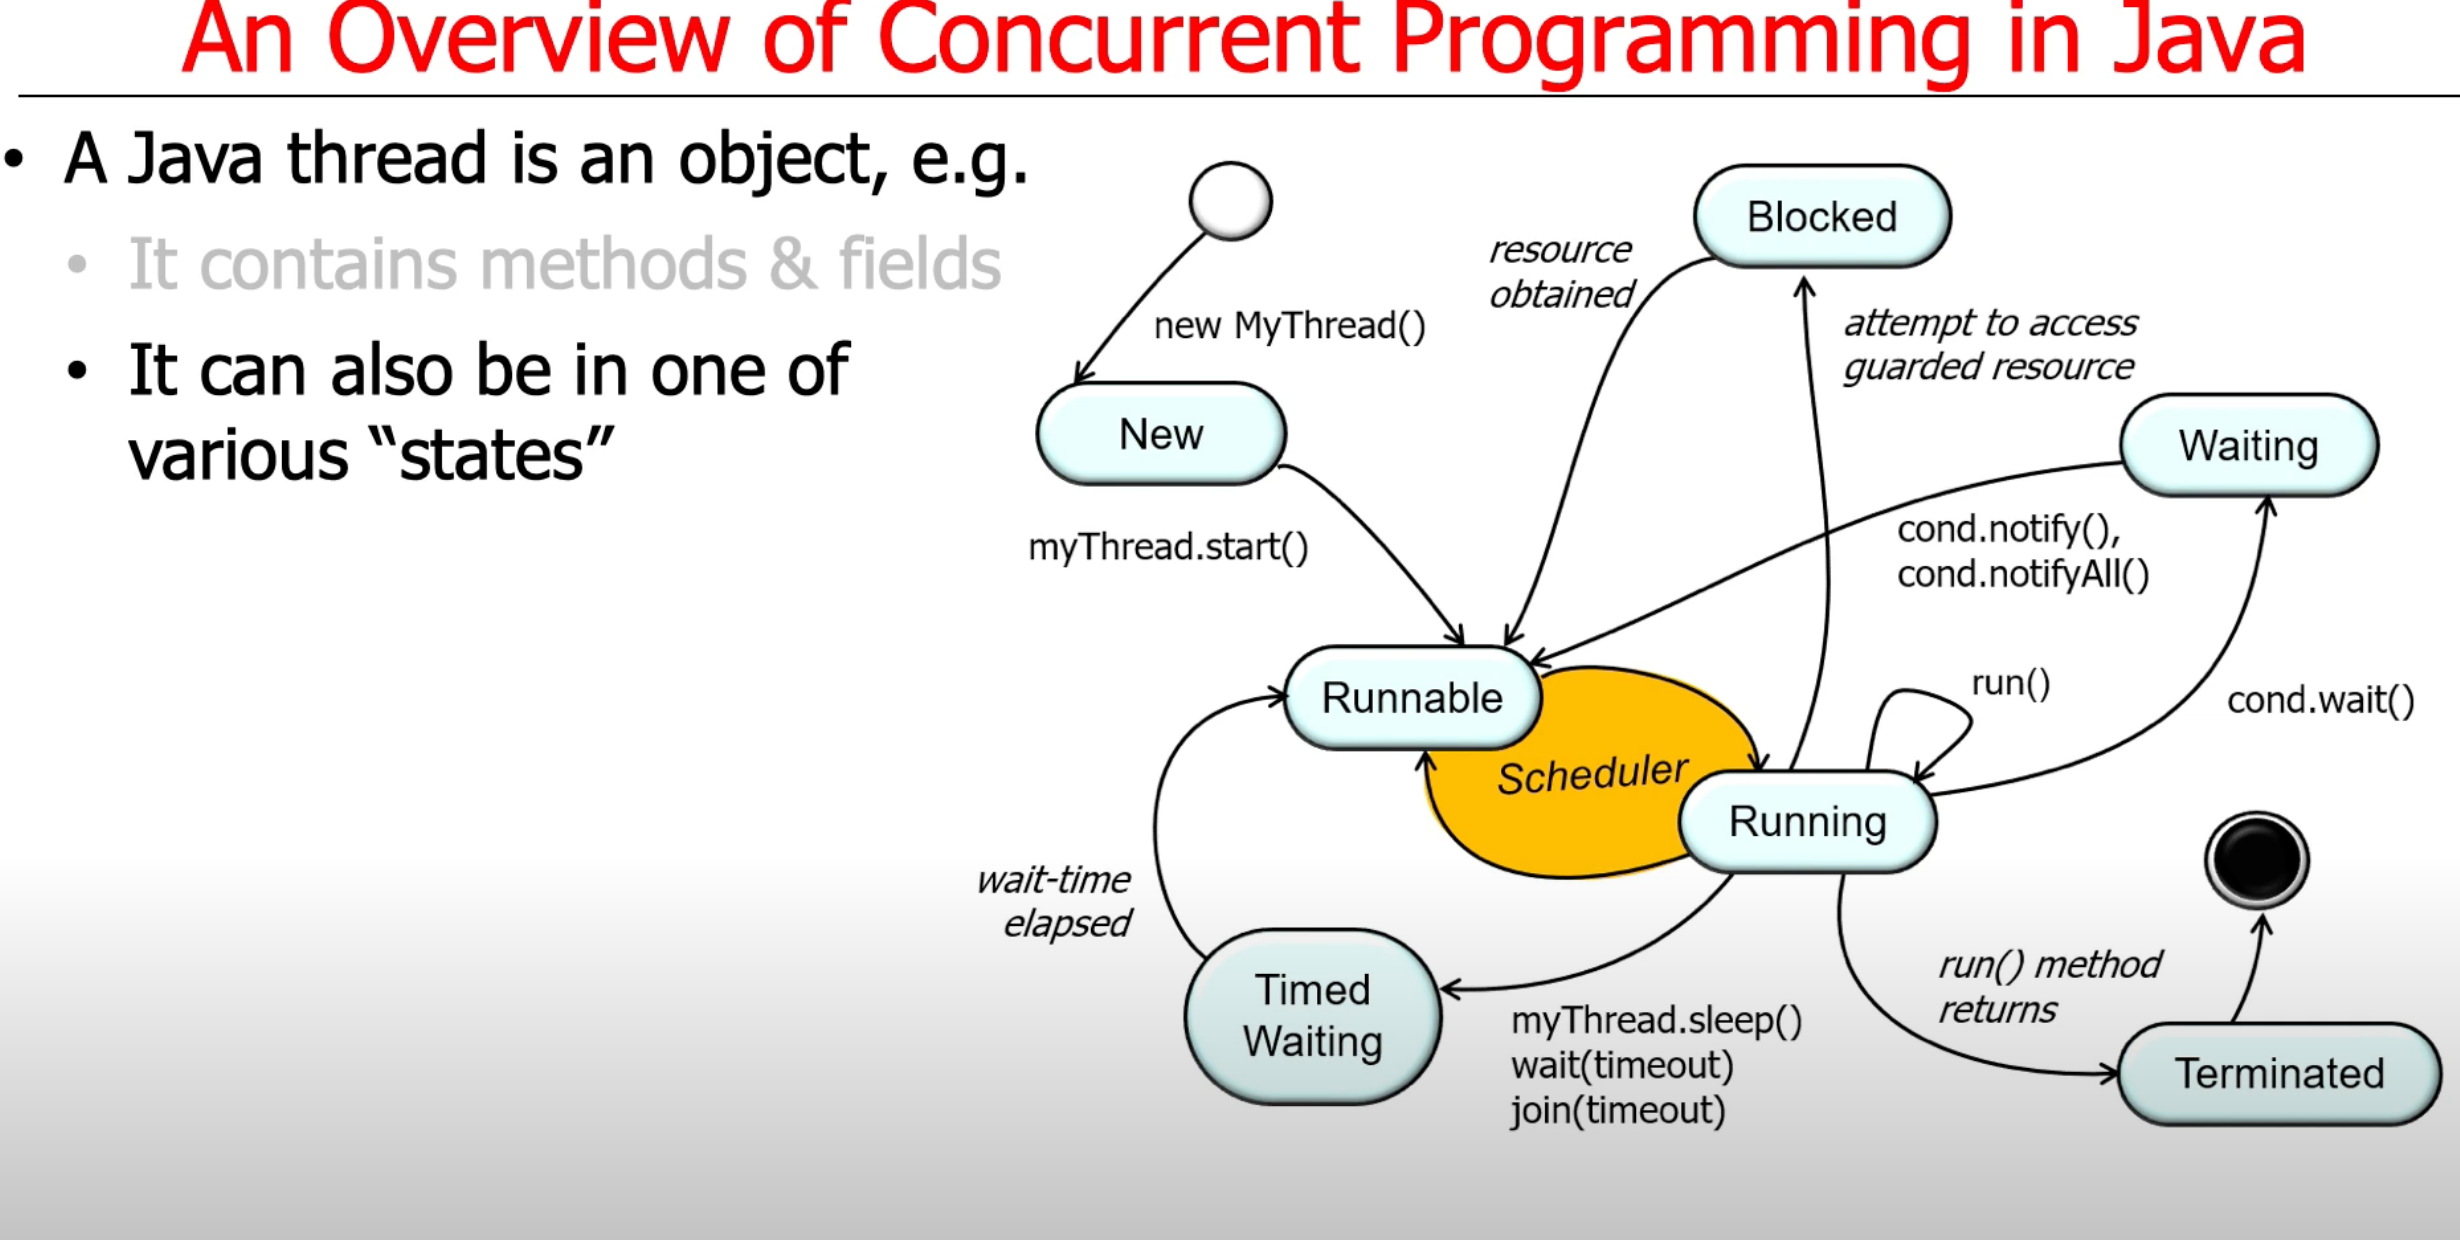 An Overview of Concurrent Programming in Java
• A Java thread is an object, e.g.
• It contains methods & fields
• It can also be in one of
various “states”
Blocked
resource
obtained
new MyThread()
attempt to access
guarded resource
New
Waiting
myThread.start()
cond.notify(),
cond.notifyAll()
Runnable
run()
cond.wait()
Scheduler
Running
wait-time
elapsed
Timed
Waiting
run() method
returns
myThread.sleep()
wait(timeout)
join(timeout)
Terminated